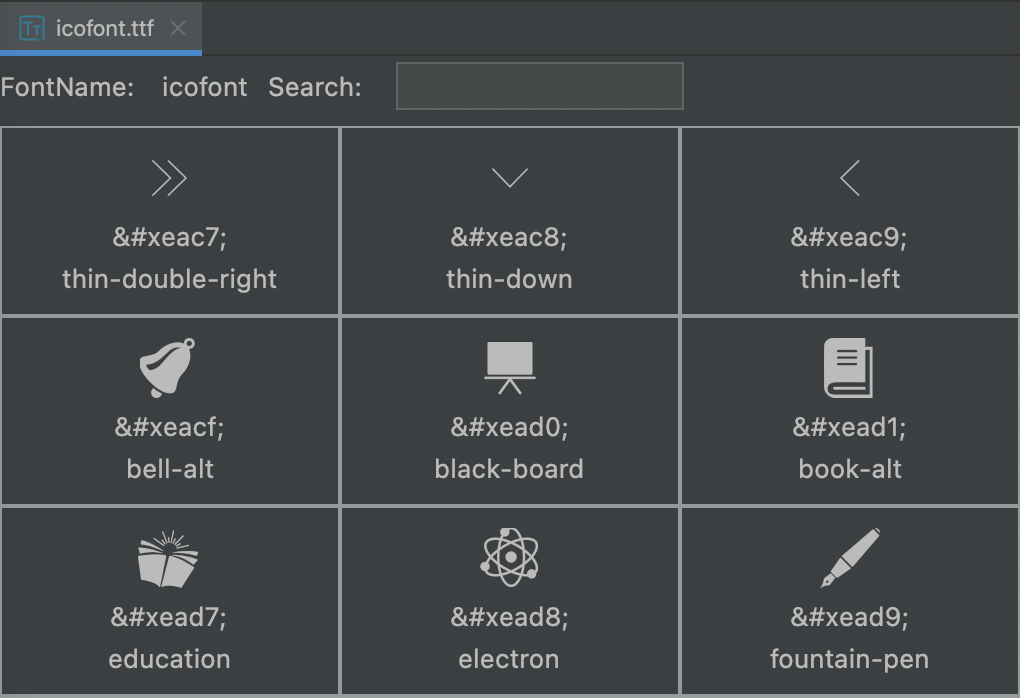 icofont.ttf
FontName: icofont Search:
&#xeac7; &#xeac8; &#xeac9;
thin-double-right thin-down thin-left
&#xeacf; &#xead0; &#xead1;
bell-alt black-board book-alt
&#xead7; &#xead8; &#xead9;
education electron fountain-pen